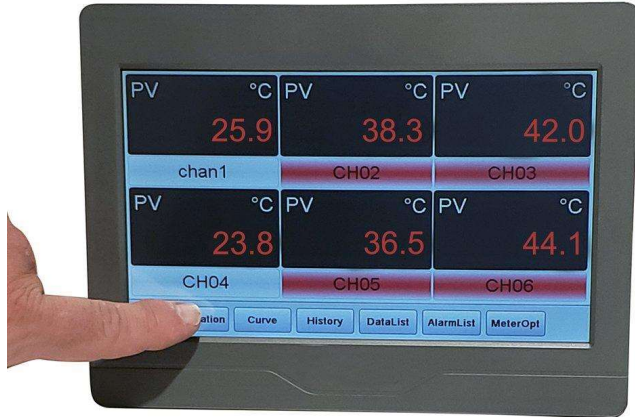 PV °C PV °C PV °C
25.9 38.3 42.0
chan1 CH02 CH03
PV °C PV °C PV °C
23.8 36.5 44.1
CH04 CH05 CH06
Curve History DataList AlarmList MeterOpt